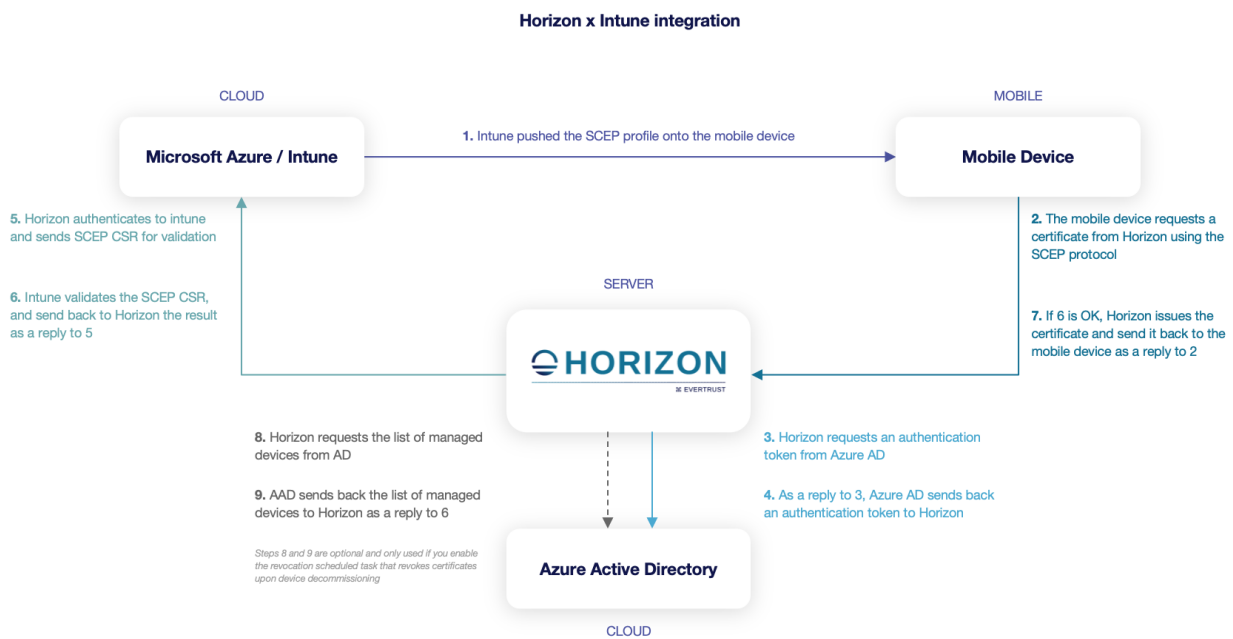 Horizon x Intune integration
CLOUD
MOBILE
Microsoft Azure / Intune
1. Intune pushed the SCEP profile onto the mobile device
Mobile Device
5. Horizon authenticates to intune
and sends SCEP CSR for validation
2. The mobile device requests a
certificate from Horizon using the
SCEP protocol
6. Intune validates the SCEP CSR,
and send back to Horizon the result
as a reply to 5
SERVER
7. If 6 is OK, Horizon issues the
certificate and send it back to the
mobile device as a reply to 2
HORIZON
EVERTRUST
8. Horizon requests the list of managed
devices from AD
3. Horizon requests an authentication
token from Azure AD
9. AAD sends back the list of managed
devices to Horizon as a reply to 6
4. As a reply to 3, Azure AD sends back
an authentication token to Horizon
Steps 8 and 9 are optional and only used if you enable
the revocation scheduled task that revokes certificates
upon device decommissioning
Azure Active Directory
CLOUD